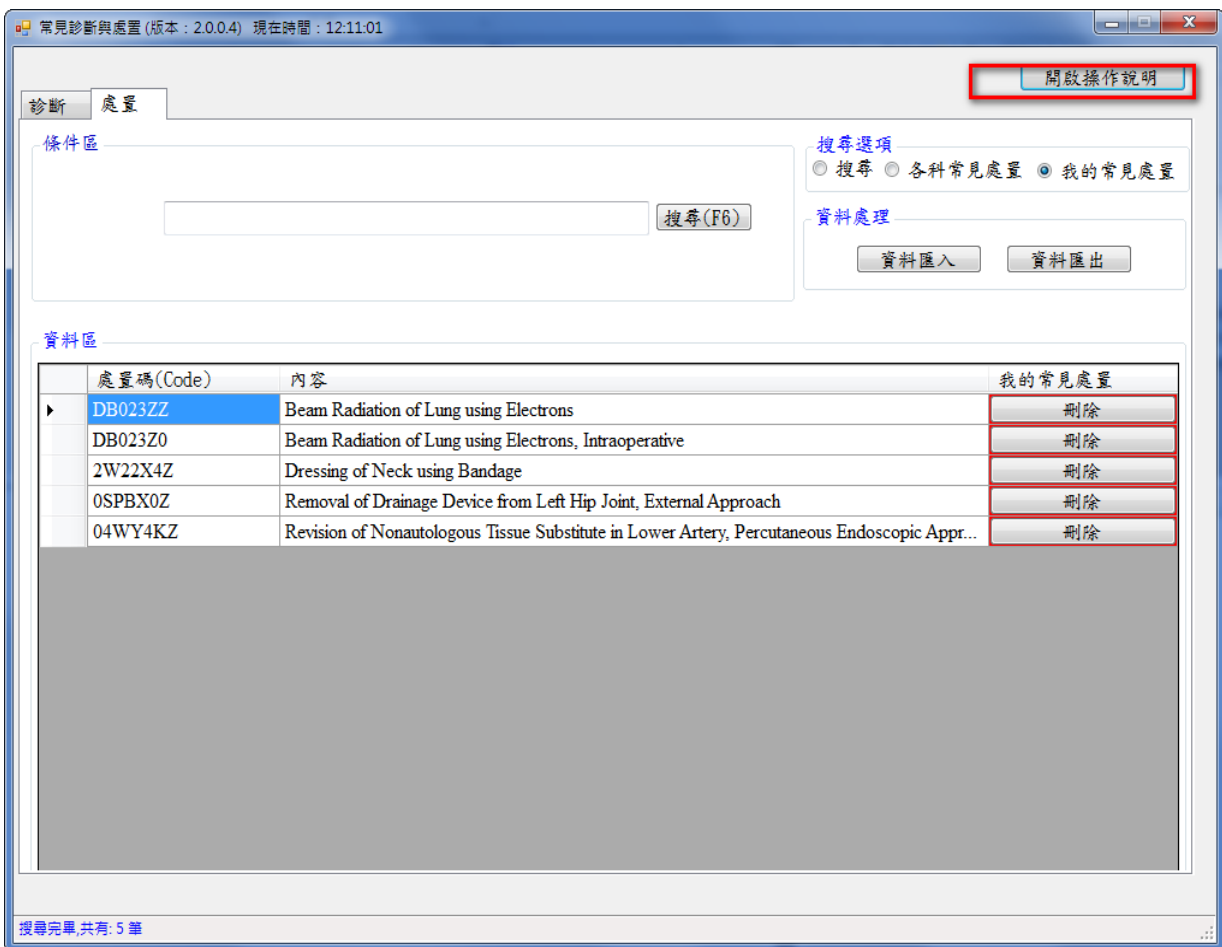 常見診斷與處置 (版本：2.0.0.4) 現在時間：12:11:01
開啟操作說明
診斷 處置
條件區
搜尋(F6)
搜尋選項
搜尋 各科常見處置 我的常見處置
資料處理
資料匯入 資料匯出
資料區
處置碼(Code) 內容 我的常見處置
DB023ZZ Beam Radiation of Lung using Electrons 刪除
DB023Z0 Beam Radiation of Lung using Electrons, Intraoperative 刪除
2W22X4Z Dressing of Neck using Bandage 刪除
0SPBX0Z Removal of Drainage Device from Left Hip Joint, External Approach 刪除
04WY4KZ Revision of Nonautologous Tissue Substitute in Lower Artery, Percutaneous Endoscopic Appr... 刪除
搜尋完畢,共有: 5 筆